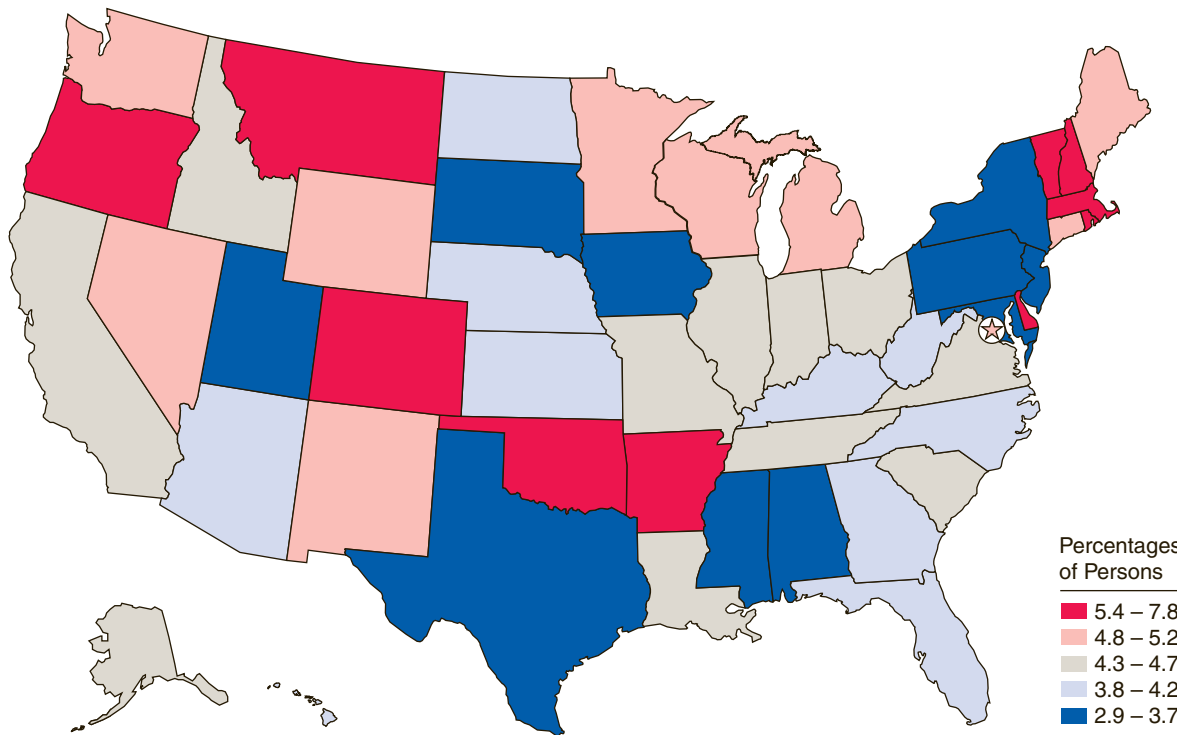 Percentages
of Persons
5.4 – 7.8
4.8 – 5.2
4.3 – 4.7
3.8 – 4.2
2.9 – 3.7